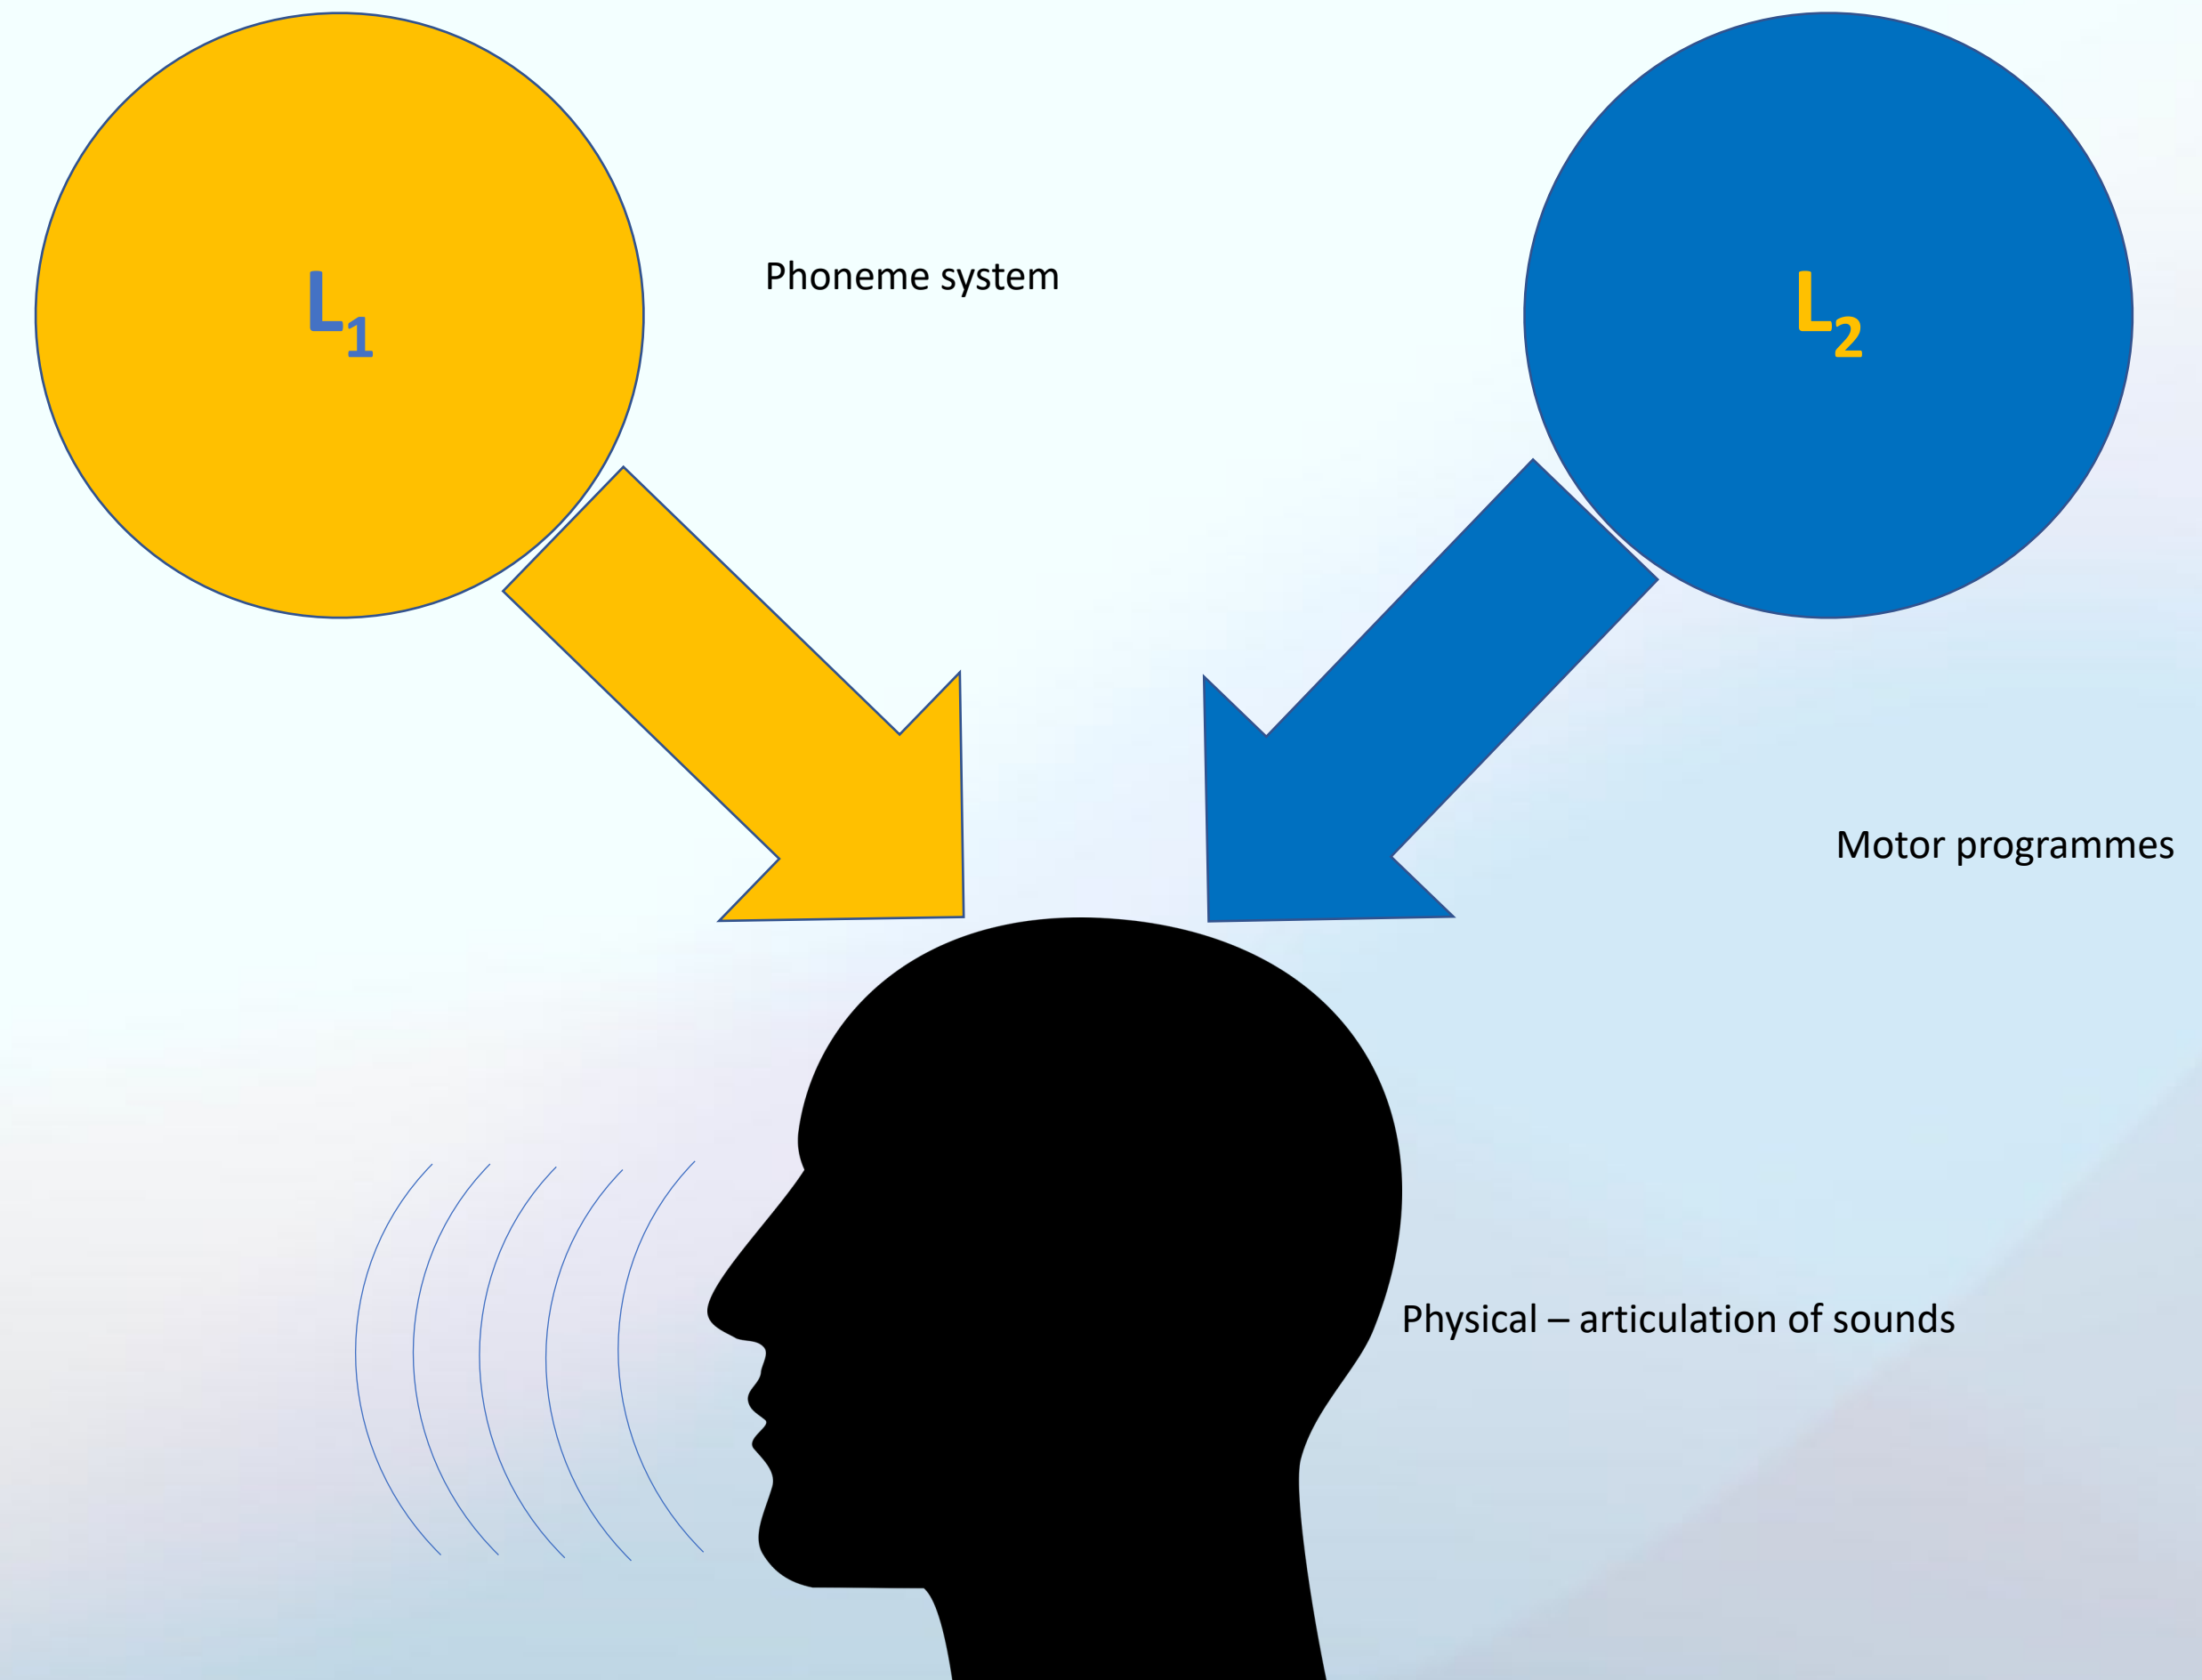 L1
Phoneme system
L2
Motor programmes
Physical – articulation of sounds